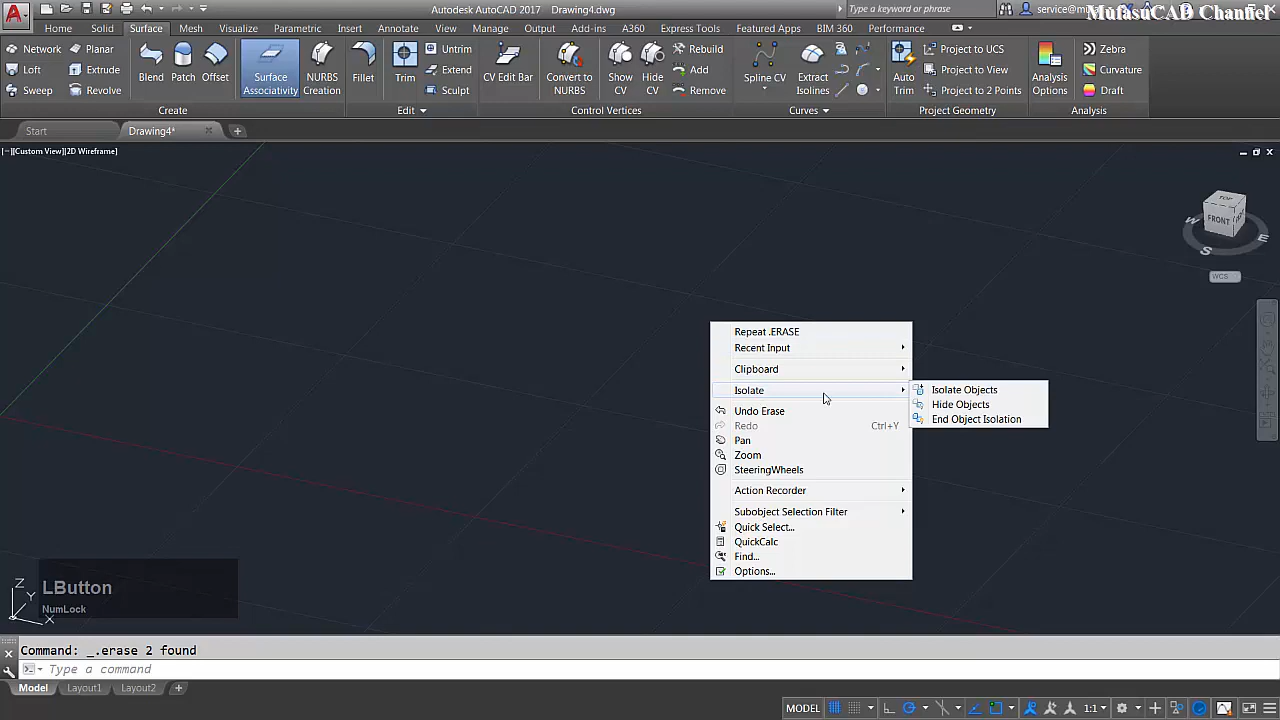 Autodesk AutoCAD 2017 Drawing4.dwg
Type a keyword or phrase
MufasuCAD Channel
Home Solid Surface Mesh Visualize Parametric Insert Annotate View Manage Output Add-ins A360 Express Tools Featured Apps BIM 360 Performance
Network Planar
Loft Extrude
Sweep Revolve
Blend Patch Offset
Surface
Associativity
NURBS
Creation
Fillet
Trim
Untrim
Extend
Sculpt
CV Edit Bar
Convert to
NURBS
Show
CV
Hide
CV
Rebuild
Add
Remove
Spline CV
Extract
Isolines
Auto
Trim
Project to UCS
Project to View
Project to 2 Points
Analysis
Options
Zebra
Curvature
Draft
Create Edit Control Vertices Curves Project Geometry Analysis
Start Drawing4*
[−][Custom View][2D Wireframe]
TOP
FRONT
W
S
E
WCS
Repeat .ERASE
Recent Input
Clipboard
Isolate
Undo Erase
Redo Ctrl+Y
Pan
Zoom
SteeringWheels
Action Recorder
Subobject Selection Filter
Quick Select...
QuickCalc
Find...
Options...
Isolate Objects
Hide Objects
End Object Isolation
LButton
NumLock
Z
Y
X
Command: _.erase 2 found
Type a command
Model Layout1 Layout2
MODEL 1:1